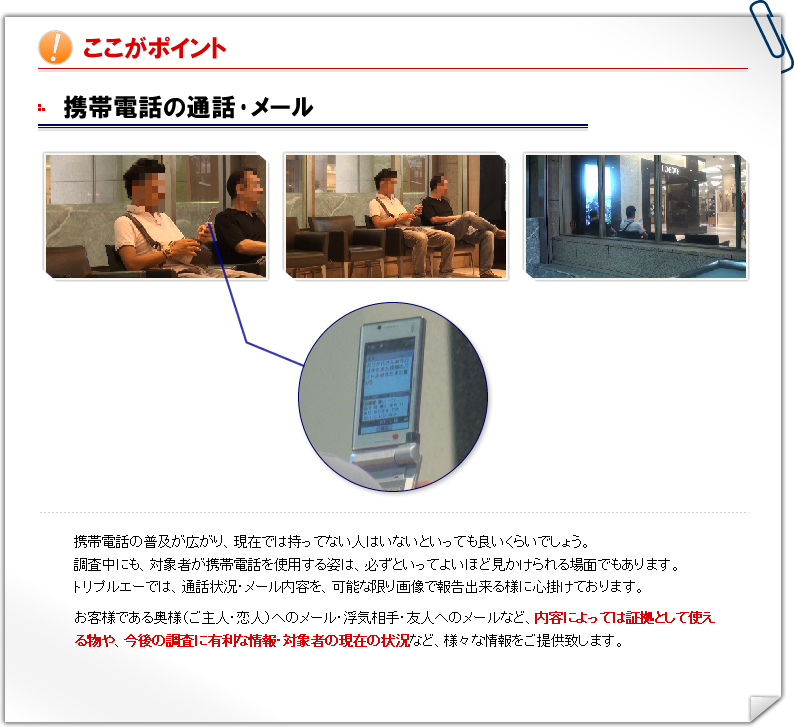 ここがポイント
携帯電話の通話・メール
携帯電話の普及が広がり、現在では持ってない人はいないといっても良いくらいでしょう。
調査中にも、対象者が携帯電話を使用する姿は、必ずといってよいほど見かけられる場面でもあります。
トリプルエーでは、通話状況・メール内容を、可能な限り画像で報告出来る様に心掛けております。
お客様である奥様（ご主人・恋人）へのメール・浮気相手・友人へのメールなど、内容によっては証拠として使え
る物や、今後の調査に有利な情報・対象者の現在の状況など、様々な情報をご提供致します。